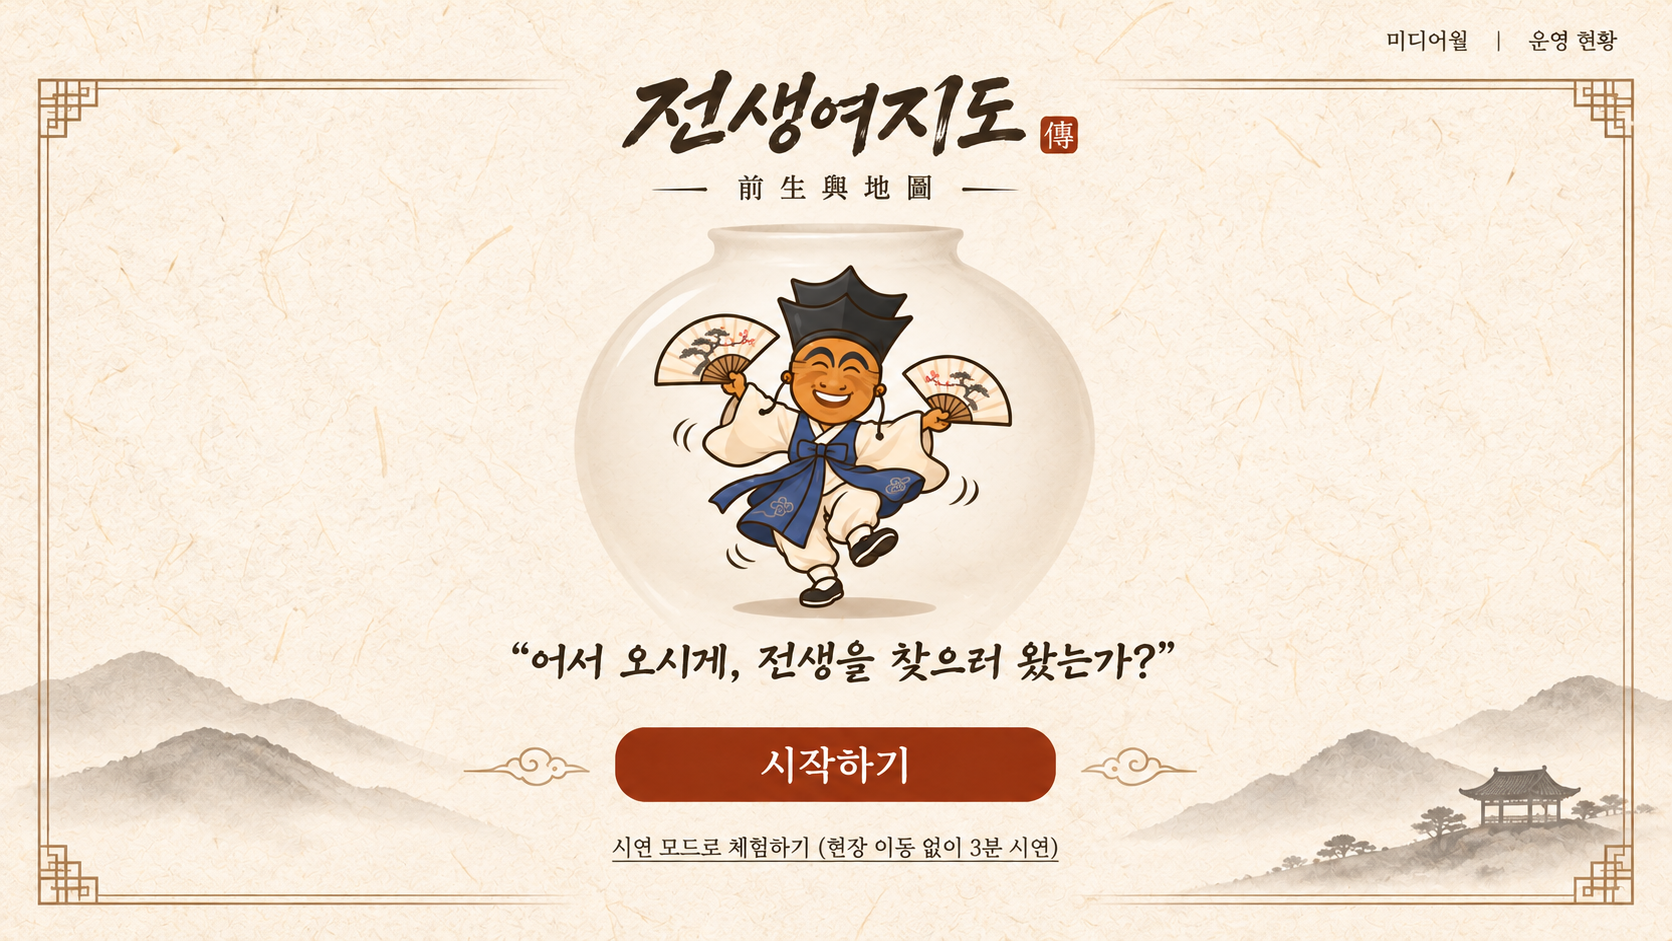 미디어월 | 운영 현황
전생여지도 傳
前生輿地圖
“어서 오시게, 전생을 찾으러 왔는가?”
시작하기
시연 모드로 체험하기 (현장 이동 없이 3분 시연)